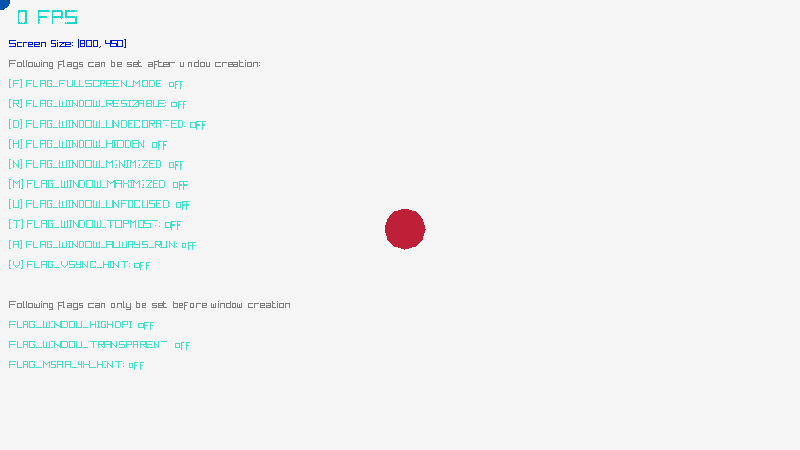 0 FPS
Screen Size: [800, 450]
Following flags can be set after window creation:
[F] FLAG_FULLSCREEN_MODE: off
[R] FLAG_WINDOW_RESIZABLE: off
[D] FLAG_WINDOW_UNDECORATED: off
[H] FLAG_WINDOW_HIDDEN: off
[N] FLAG_WINDOW_MINIMIZED: off
[M] FLAG_WINDOW_MAXIMIZED: off
[U] FLAG_WINDOW_UNFOCUSED: off
[T] FLAG_WINDOW_TOPMOST: off
[A] FLAG_WINDOW_ALWAYS_RUN: off
[V] FLAG_VSYNC_HINT: off
Following flags can only be set before window creation:
FLAG_WINDOW_HIGHDPI: off
FLAG_WINDOW_TRANSPARENT: off
FLAG_MSAA_4X_HINT: off